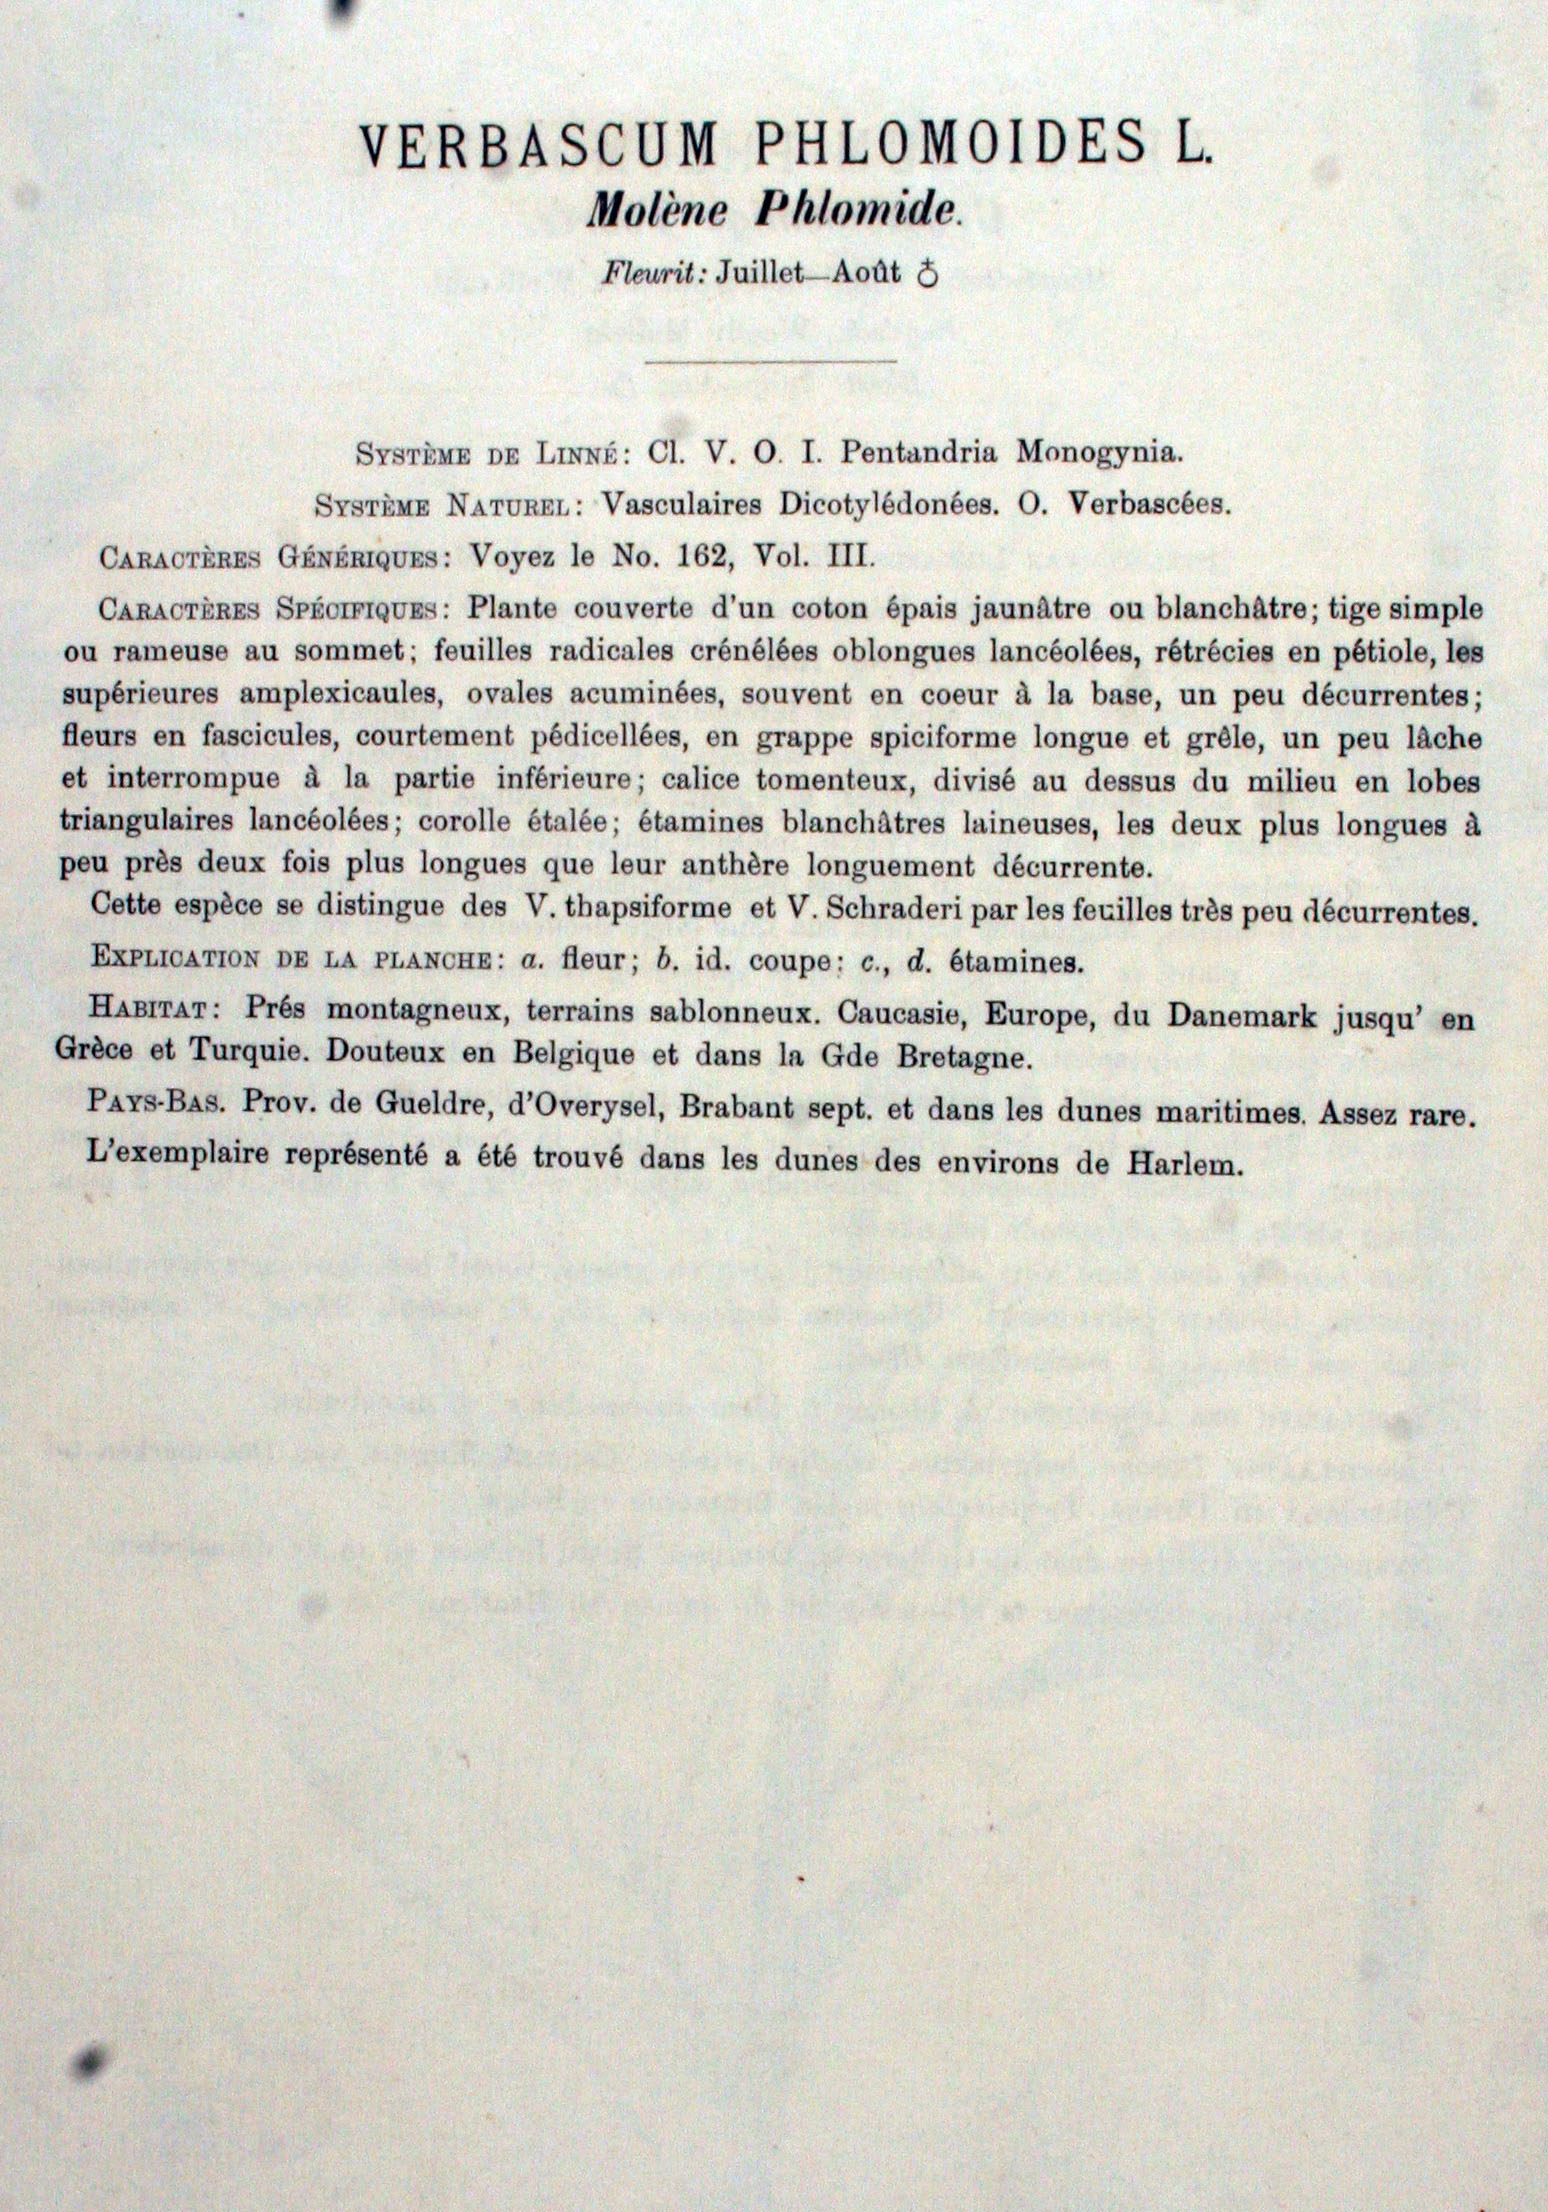 VERBASCUM PHLOMOIDES L.
Molène Phlomide.
Fleurit: Juillet—Août
Système de Linné: Cl. V. O. I. Pentandria Monogynia.
Système Naturel: Vasculaires Dicotylédonées. O. Verbascées.
Caractères Génériques: Voyez le No. 162, Vol. III.
Caractères Spécifiques: Plante couverte d'un coton épais jaunâtre ou blanchâtre; tige simple
ou rameuse au sommet; feuilles radicales crénélées oblongues lancéolées, rétrécies en pétiole, les
supérieures amplexicaules, ovales acuminées, souvent en coeur à la base, un peu décurrentes;
fleurs en fascicules, courtement pédicellées, en grappe spiciforme longue et grêle, un peu lâche
et interrompue à la partie inférieure; calice tomenteux, divisé au dessus du milieu en lobes
triangulaires lancéolées; corolle étalée; étamines blanchâtres laineuses, les deux plus longues à
peu près deux fois plus longues que leur anthère longuement décurrente.
Cette espèce se distingue des V. thapsiforme et V. Schraderi par les feuilles très peu décurrentes.
Explication de la planche: a. fleur; b. id. coupe; c., d. étamines.
Habitat: Prés montagneux, terrains sablonneux. Caucasie, Europe, du Danemark jusqu' en
Grèce et Turquie. Douteux en Belgique et dans la Gde Bretagne.
Pays-Bas. Prov. de Gueldre, d'Overysel, Brabant sept. et dans les dunes maritimes. Assez rare.
L'exemplaire représenté a été trouvé dans les dunes des environs de Harlem.